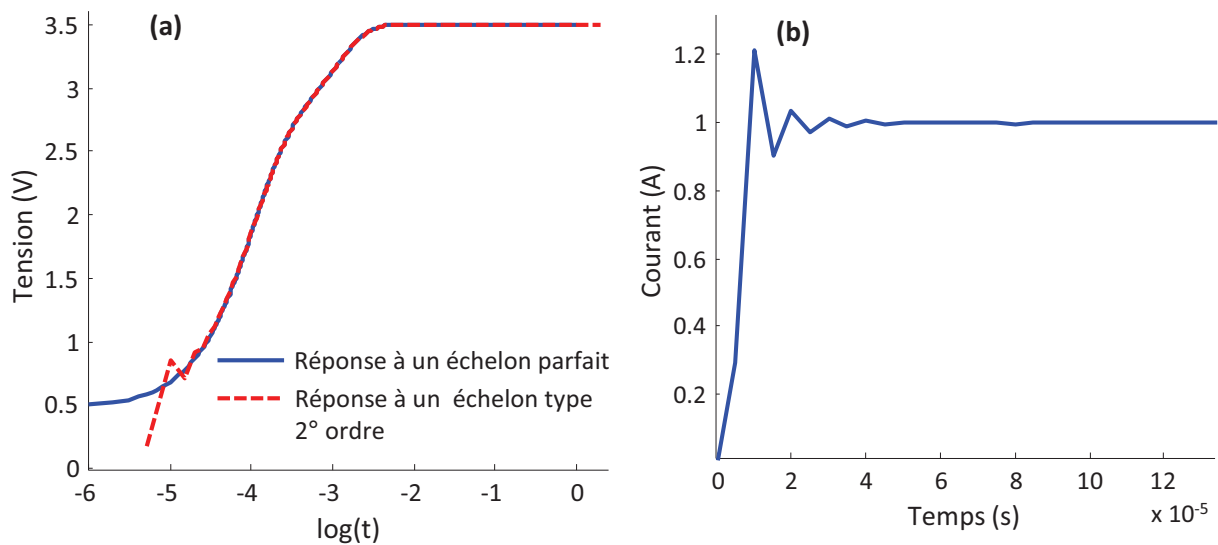 (a)
3.5
3
2.5
2
1.5
1
0.5
0
Tension (V)
Réponse à un échelon parfait
Réponse à un échelon type
2° ordre
-6
-5
-4
-3
-2
-1
0
log(t)
(b)
1.2
1
0.8
0.6
0.4
0.2
Courant (A)
0
2
4
6
8
10
12
x 10-5
Temps (s)